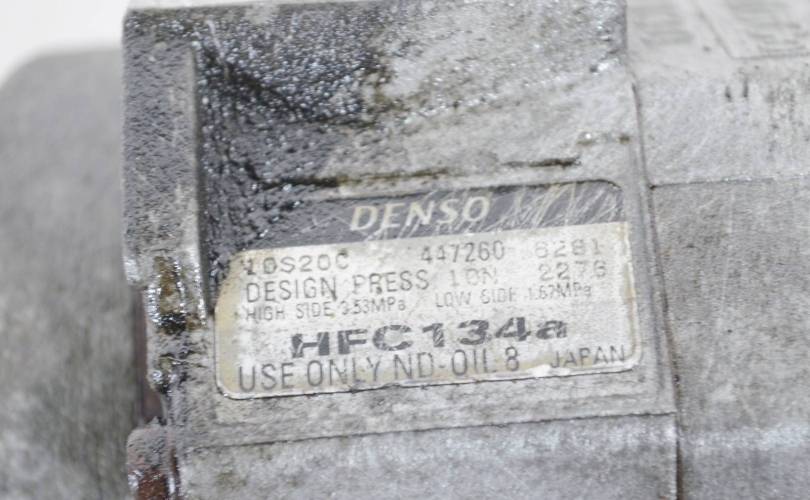 DENSO
10S20C 447260 6281
DESIGN PRESS 10N 2276
HIGH SIDE 3.53MPa LOW SIDE 1.67MPa
HFC134a
USE ONLY ND-OIL 8 JAPAN